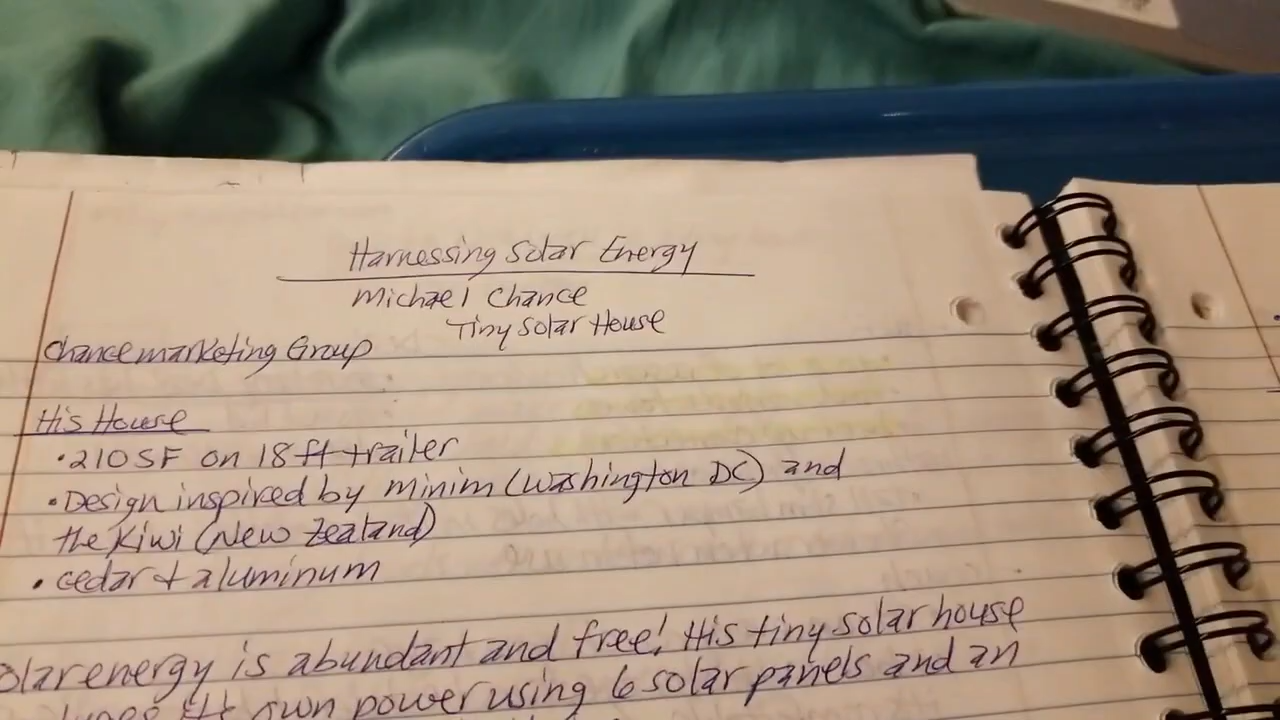 Harnessing Solar Energy
Michael Chance
Tiny Solar House
Chance marketing Group
His House
• 210 SF on 18 ft trailer
• Design inspired by minim (Washington DC) and
the Kiwi (New Zealand)
• cedar + aluminum
olar energy is abundant and free! His tiny solar house
own power using 6 solar panels and an